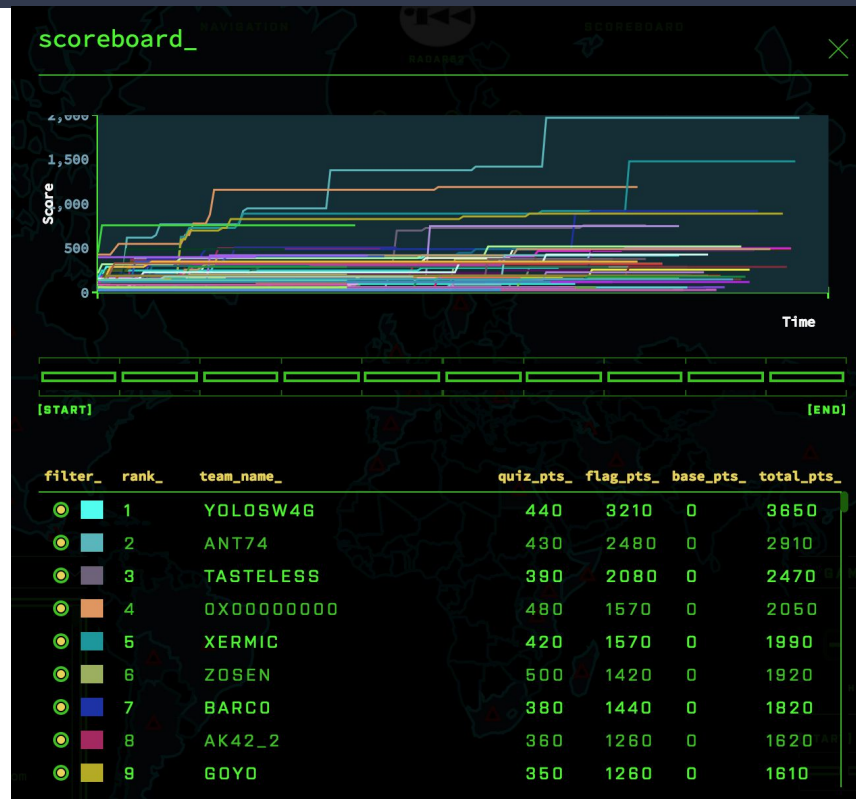 NAVIGATION
SCOREBOARD
scoreboard_
2,000
1,500
1,000
500
0
Score
Time
[START] [END]
filter_ rank_ team_name_ quiz_pts_ flag_pts_ base_pts_ total_pts_
1 YOLOSW4G 440 3210 0 3650
2 ANT74 430 2480 0 2910
3 TASTELESS 390 2080 0 2470
4 0X00000000 480 1570 0 2050
5 XERMIC 420 1570 0 1990
6 ZOSEN 500 1420 0 1920
7 BARCO 380 1440 0 1820
8 AK42_2 360 1260 0 1620
9 GOYO 350 1260 0 1610